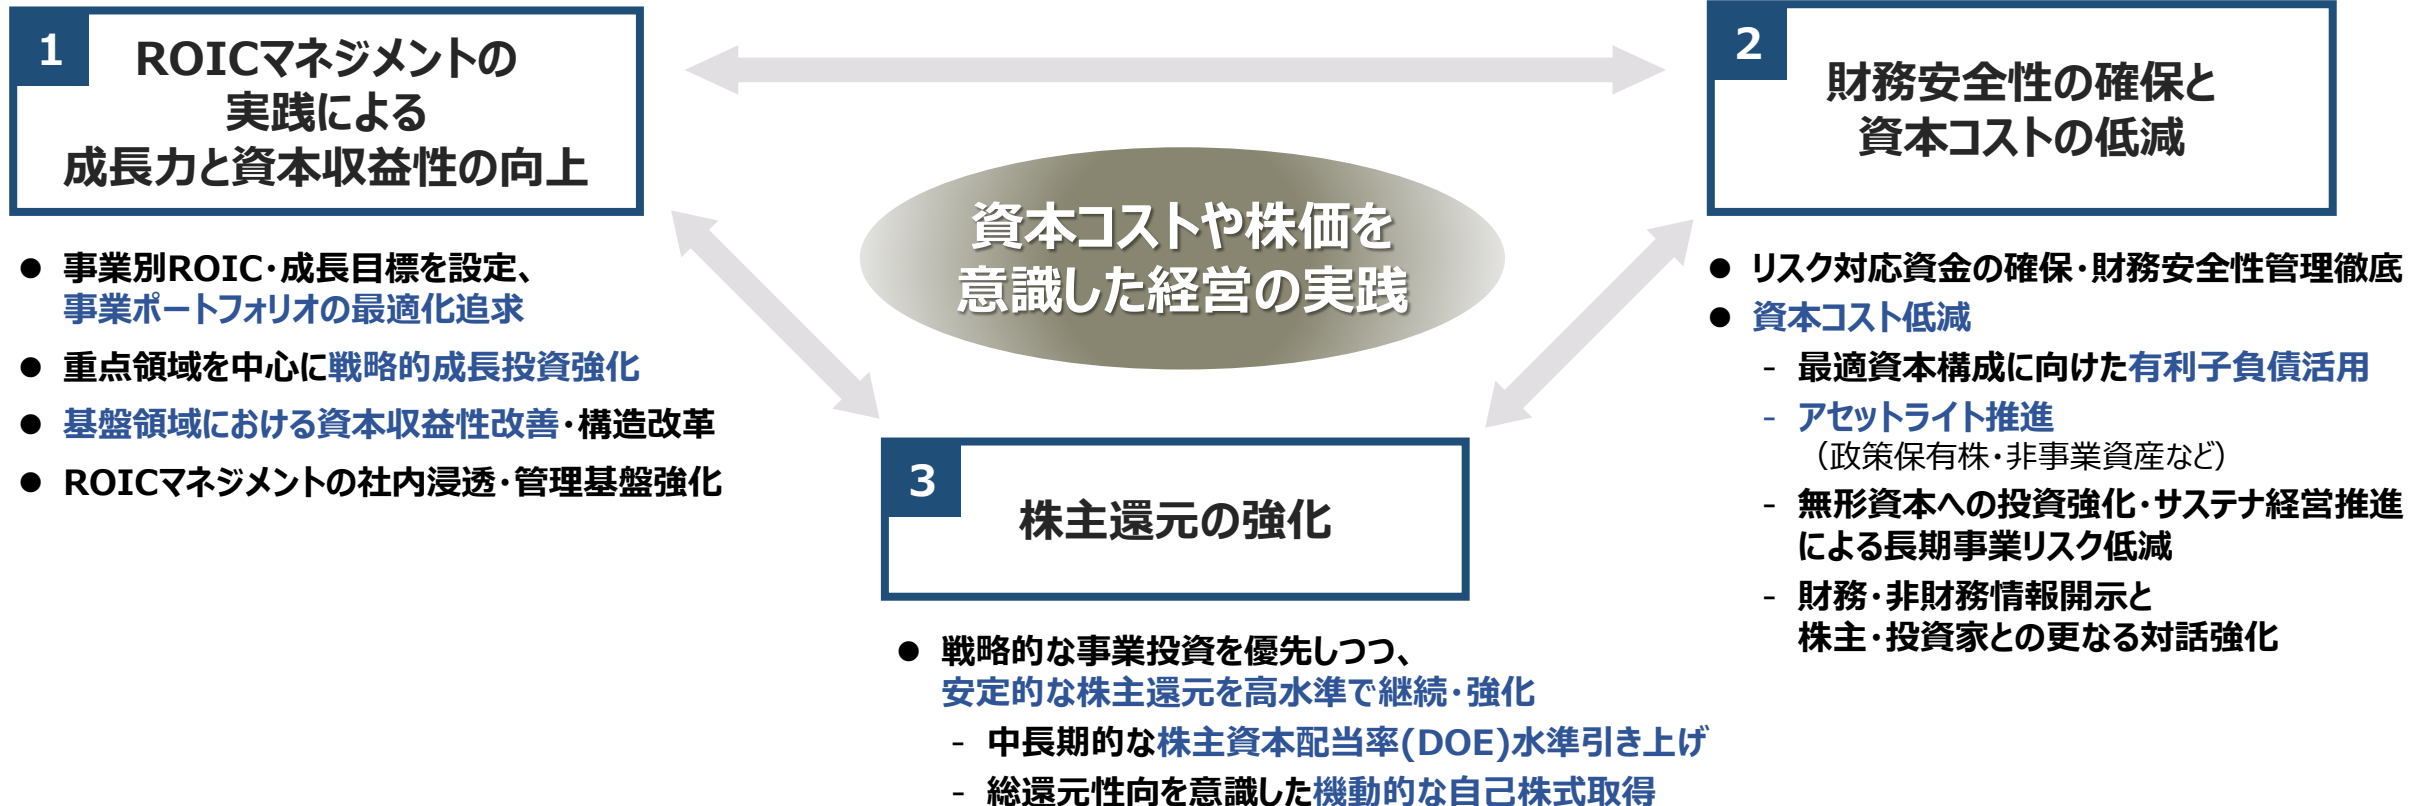 1
ROICマネジメントの
実践による
成長力と資本収益性の向上
● 事業別ROIC・成長目標を設定、
事業ポートフォリオの最適化追求
● 重点領域を中心に戦略的成長投資強化
● 基盤領域における資本収益性改善・構造改革
● ROICマネジメントの社内浸透・管理基盤強化
資本コストや株価を
意識した経営の実践
2
財務安全性の確保と
資本コストの低減
● リスク対応資金の確保・財務安全性管理徹底
● 資本コスト低減
- 最適資本構成に向けた有利子負債活用
- アセットライト推進
（政策保有株・非事業資産など）
- 無形資本への投資強化・サステナ経営推進
による長期事業リスク低減
- 財務・非財務情報開示と
株主・投資家との更なる対話強化
3
株主還元の強化
● 戦略的な事業投資を優先しつつ、
安定的な株主還元を高水準で継続・強化
- 中長期的な株主資本配当率(DOE)水準引き上げ
- 総還元性向を意識した機動的な自己株式取得